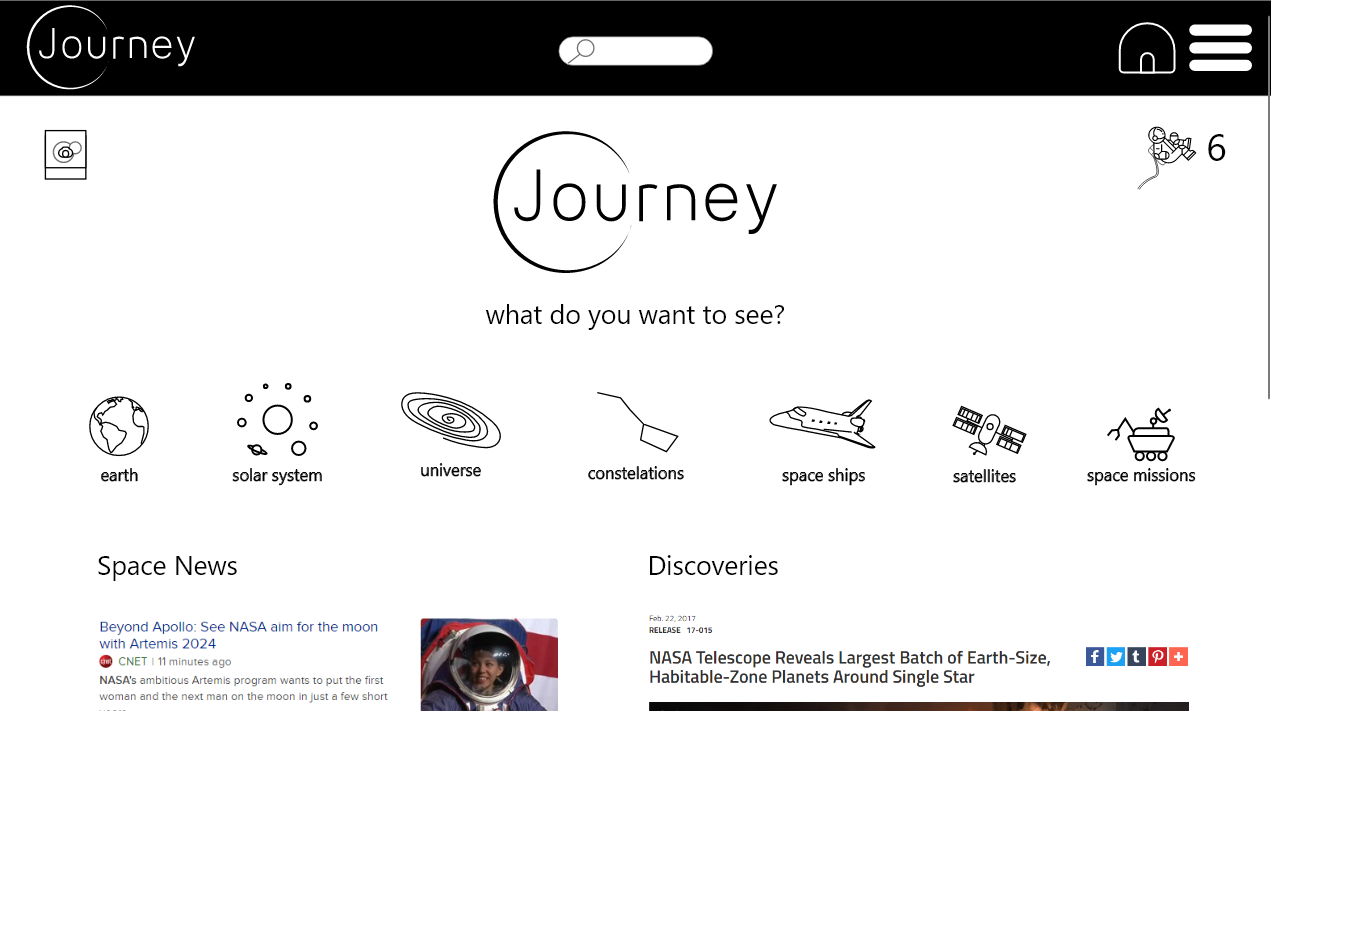 Journey
6
Journey
what do you want to see?
earth
solar system
universe
constelations
space ships
satellites
space missions
Space News
Discoveries
Beyond Apollo: See NASA aim for the moon
with Artemis 2024
cnet CNET | 11 minutes ago
NASA's ambitious Artemis program wants to put the first
woman and the next man on the moon in just a few short
Feb. 22, 2017
RELEASE 17-015
NASA Telescope Reveals Largest Batch of Earth-Size,
Habitable-Zone Planets Around Single Star